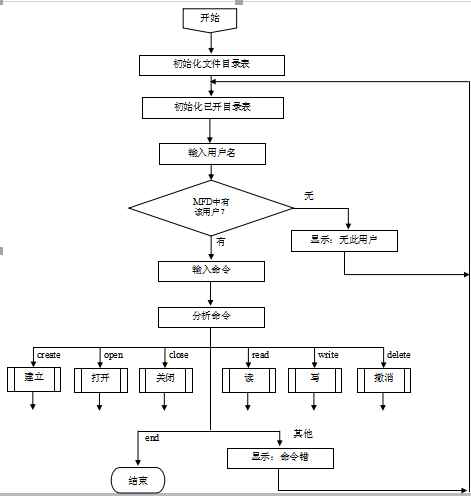 开始
初始化文件目录表
初始化已开目录表
输入用户名
MFD中有
该用户?
无
显示：无此用户
有
输入命令
分析命令
create open close read write delete
建立 打开 关闭 读 写 撤消
end 其他
显示：命令错
结束